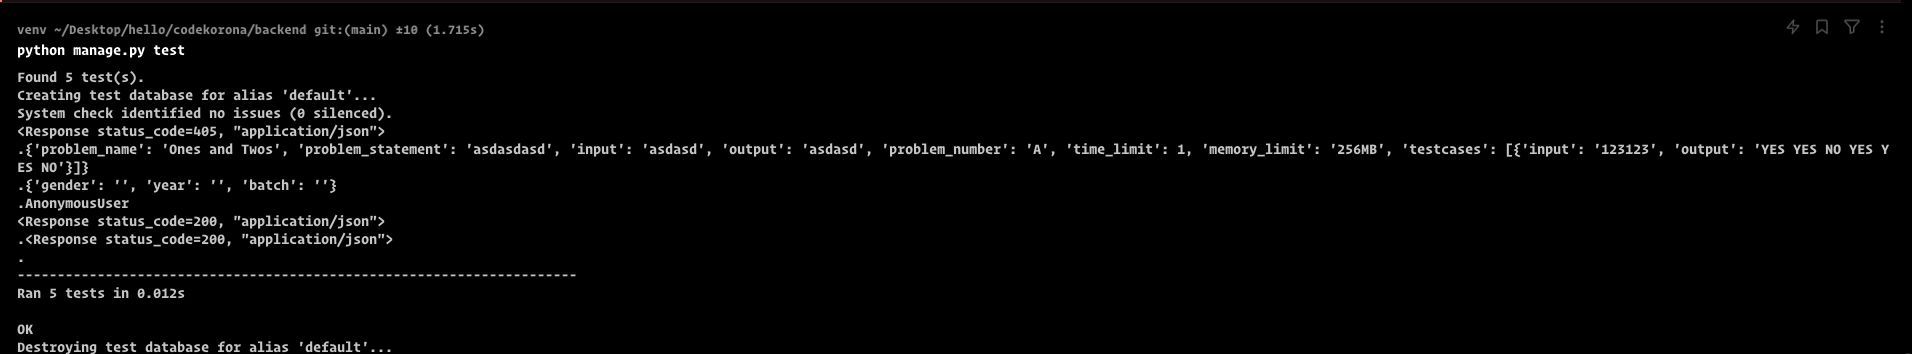 venv ~/Desktop/hello/codekorona/backend git:(main) ±10 (1.715s)
python manage.py test
Found 5 test(s).
Creating test database for alias 'default'...
System check identified no issues (0 silenced).
<Response status_code=405, "application/json">
.{'problem_name': 'Ones and Twos', 'problem_statement': 'asdasdasd', 'input': 'asdasd', 'output': 'asdasd', 'problem_number': 'A', 'time_limit': 1, 'memory_limit': '256MB', 'testcases': [{'input': '123123', 'output': 'YES YES NO YES Y
ES NO'}]}
.{'gender': '', 'year': '', 'batch': ''}
.AnonymousUser
<Response status_code=200, "application/json">
.<Response status_code=200, "application/json">
.
----------------------------------------------------------------------
Ran 5 tests in 0.012s
OK
Destroying test database for alias 'default'...